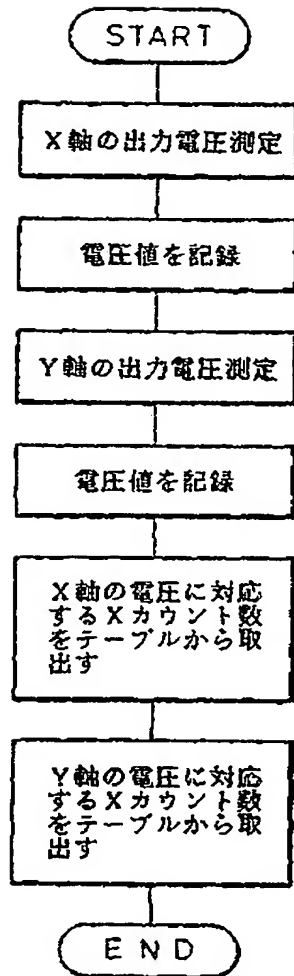 START
X軸の出力電圧測定
電圧値を記録
Y軸の出力電圧測定
電圧値を記録
X軸の電圧に対応
するXカウント数
をテーブルから取
出す
Y軸の電圧に対応
するXカウント数
をテーブルから取
出す
END